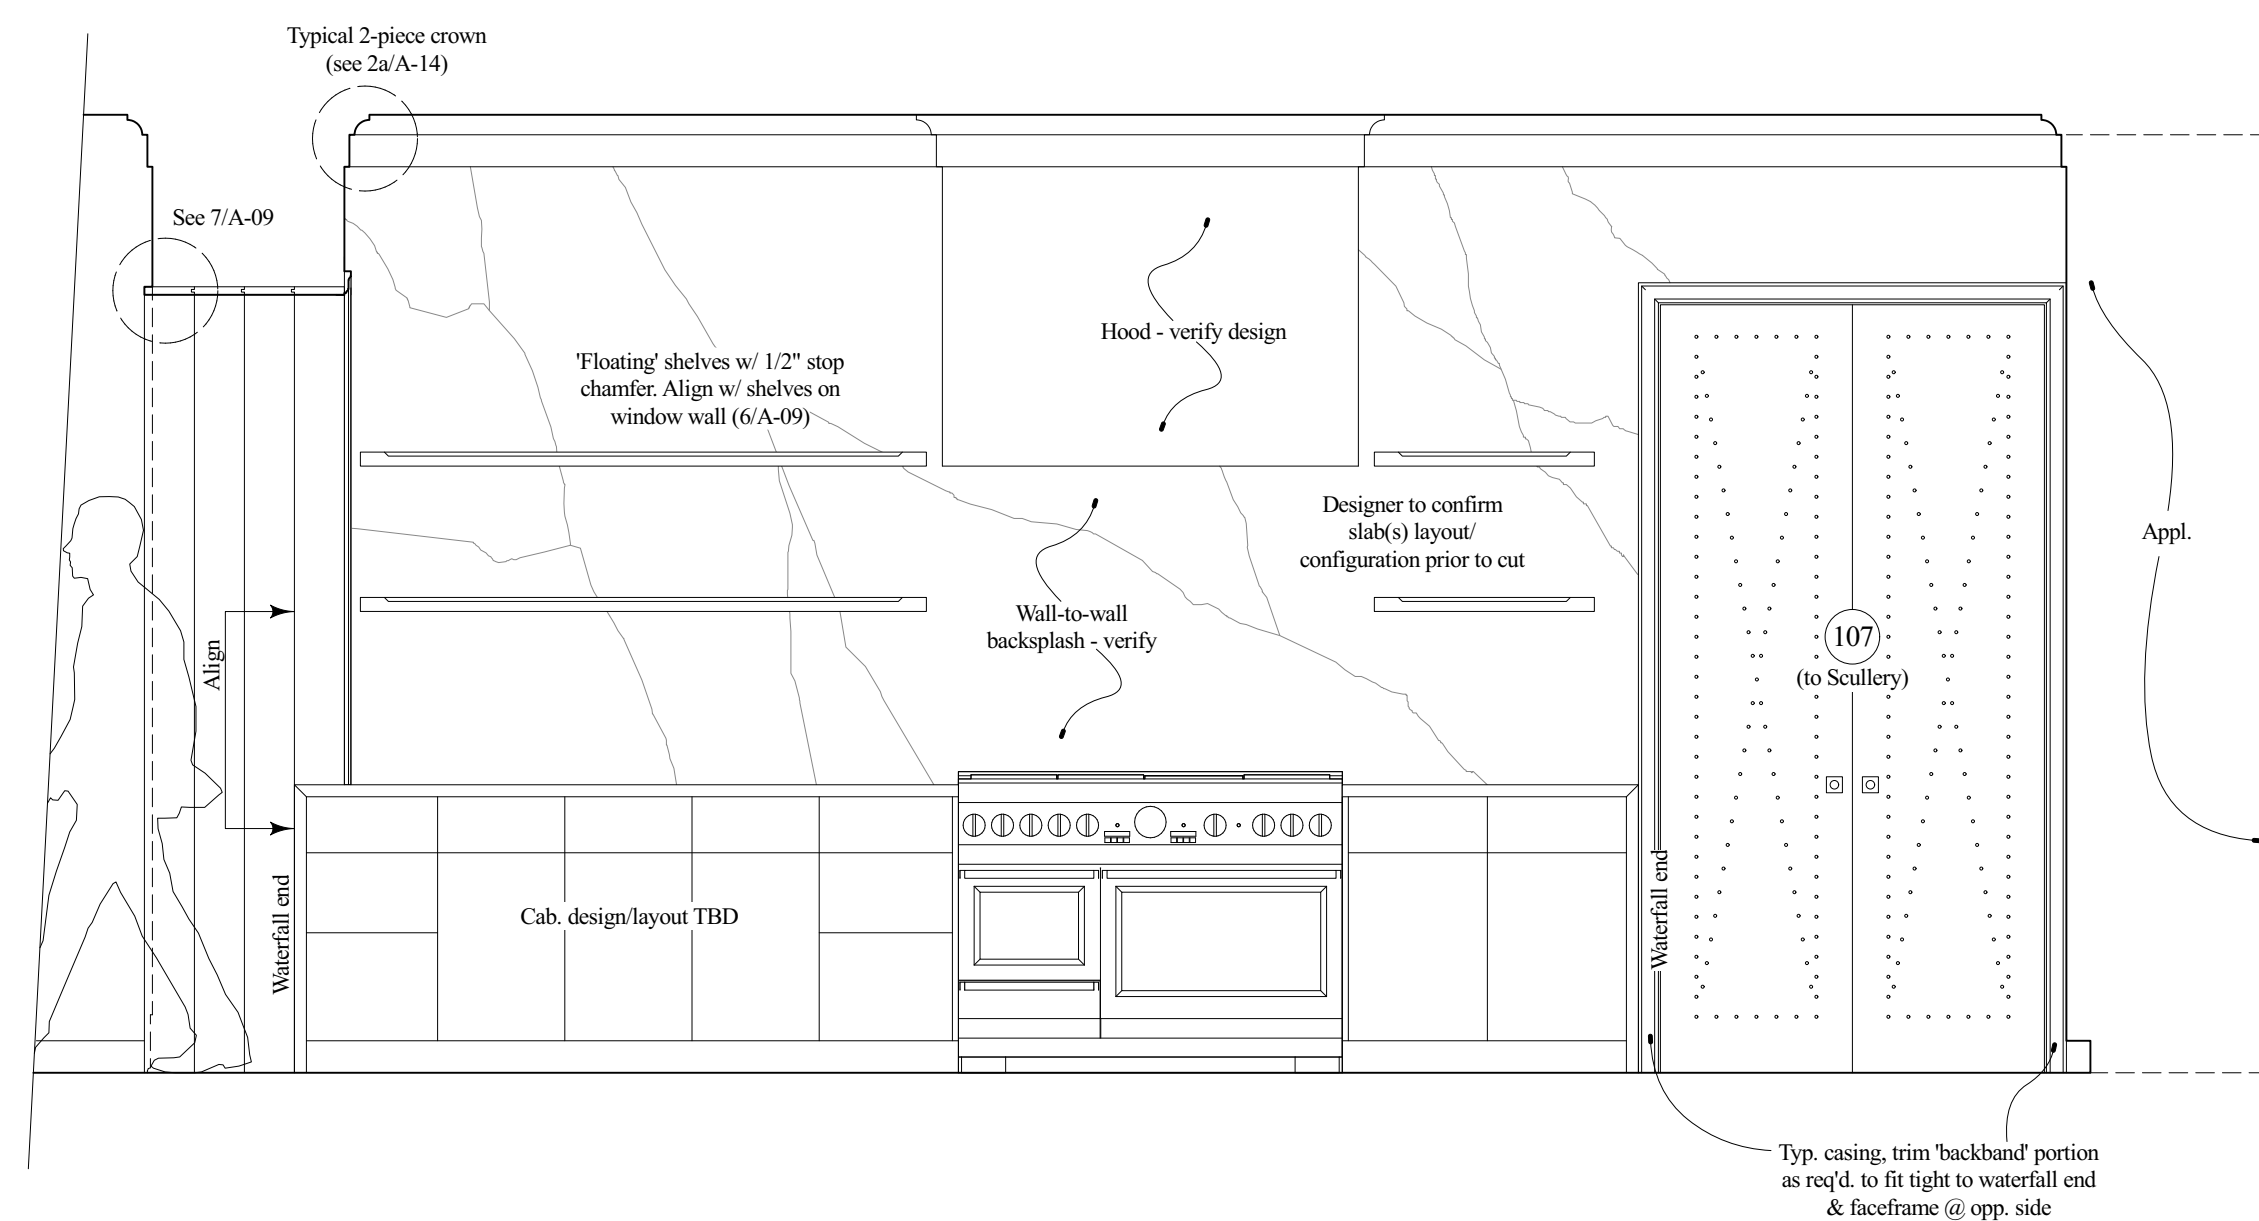 Typical 2-piece crown
(see 2a/A-14)
See 7/A-09
'Floating' shelves w/ 1/2" stop
chamfer. Align w/ shelves on
window wall (6/A-09)
Hood - verify design
Designer to confirm
slab(s) layout/
configuration prior to cut
Wall-to-wall
backsplash - verify
Appl.
107
(to Scullery)
Align
Waterfall end
Cab. design/layout TBD
Waterfall end
Typ. casing, trim 'backband' portion
as req'd. to fit tight to waterfall end
& faceframe @ opp. side